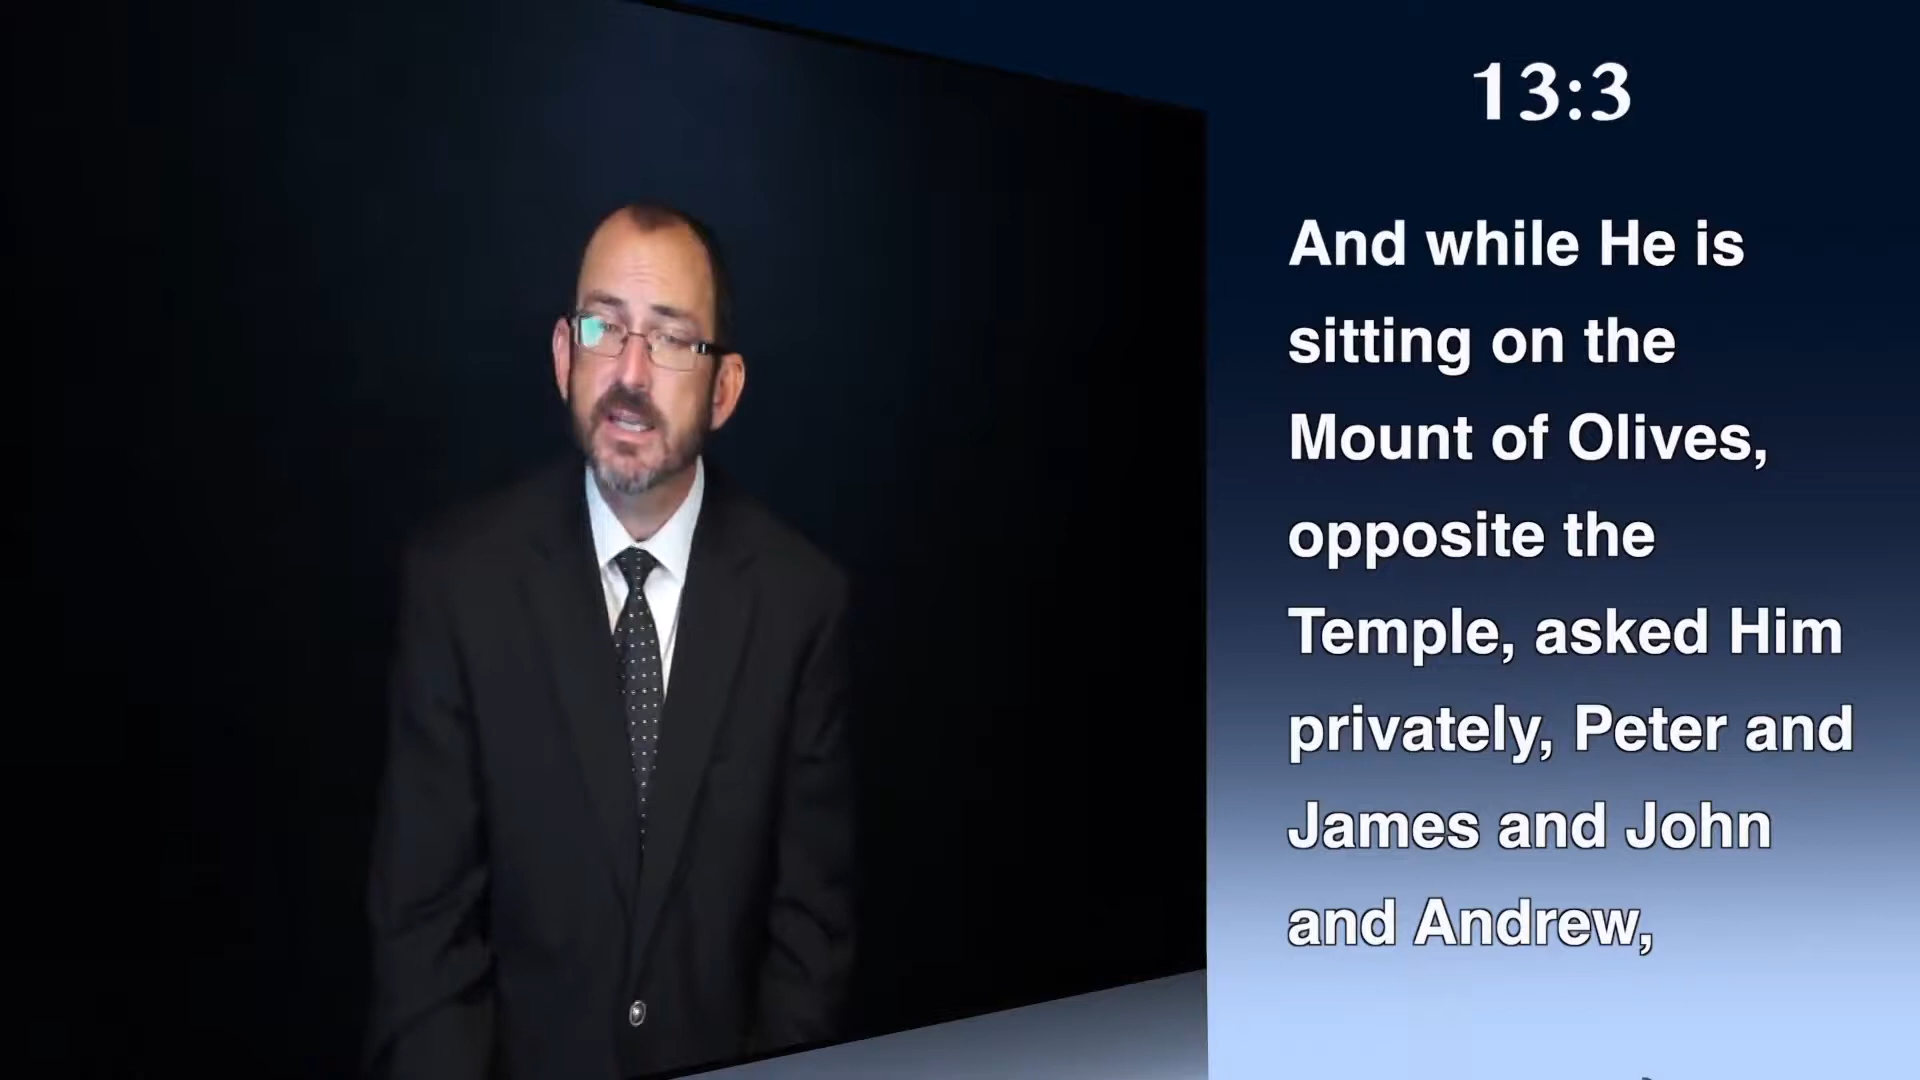 13:3
And while He is
sitting on the
Mount of Olives,
opposite the
Temple, asked Him
privately, Peter and
James and John
and Andrew,